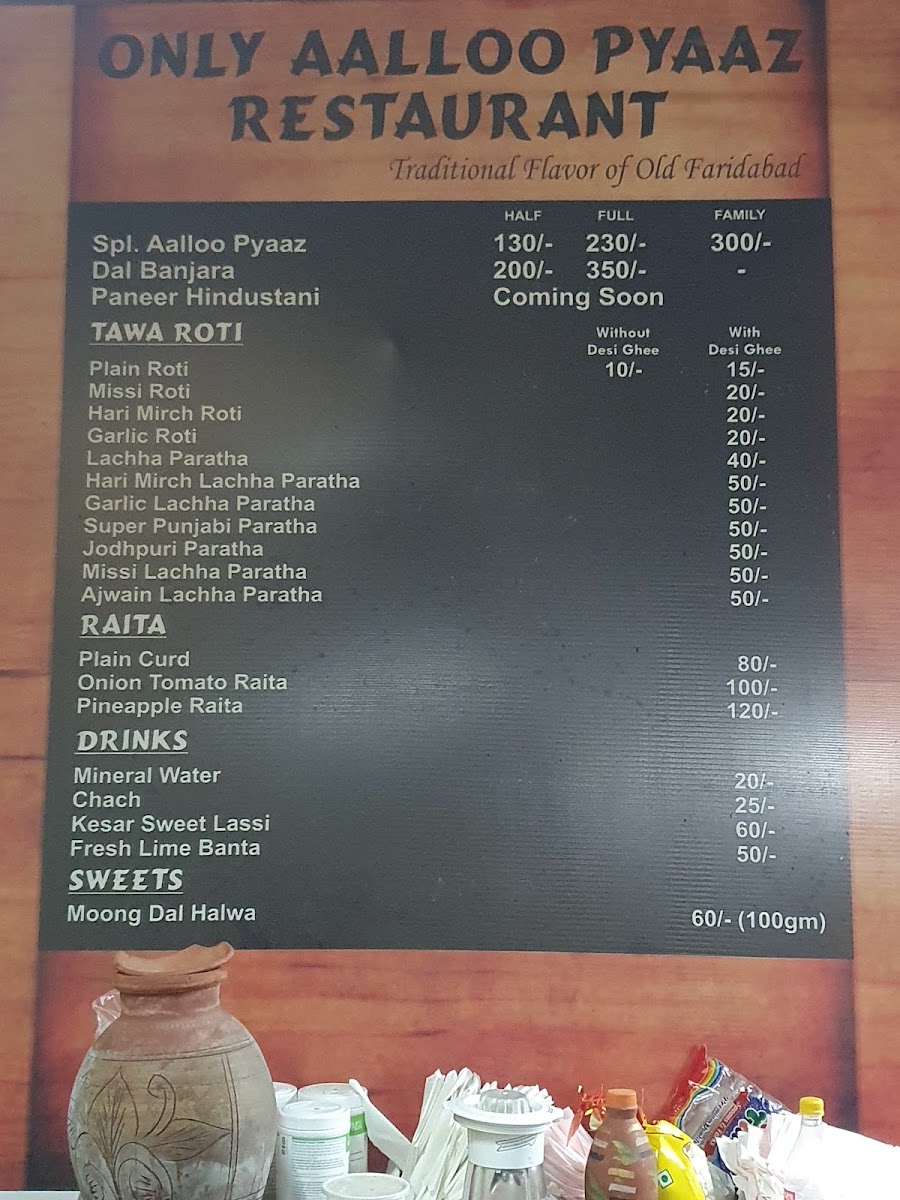 ONLY AALLOO PYAAZ
RESTAURANT
Traditional Flavor of Old Faridabad
HALF FULL FAMILY
Spl. Aalloo Pyaaz 130/- 230/- 300/-
Dal Banjara 200/- 350/- -
Paneer Hindustani Coming Soon
TAWA ROTI Without With
Desi Ghee Desi Ghee
Plain Roti 10/- 15/-
Missi Roti 20/-
Hari Mirch Roti 20/-
Garlic Roti 20/-
Lachha Paratha 40/-
Hari Mirch Lachha Paratha 50/-
Garlic Lachha Paratha 50/-
Super Punjabi Paratha 50/-
Jodhpuri Paratha 50/-
Missi Lachha Paratha 50/-
Ajwain Lachha Paratha 50/-
RAITA
Plain Curd 80/-
Onion Tomato Raita 100/-
Pineapple Raita 120/-
DRINKS
Mineral Water 20/-
Chach 25/-
Kesar Sweet Lassi 60/-
Fresh Lime Banta 50/-
SWEETS
Moong Dal Halwa 60/- (100gm)